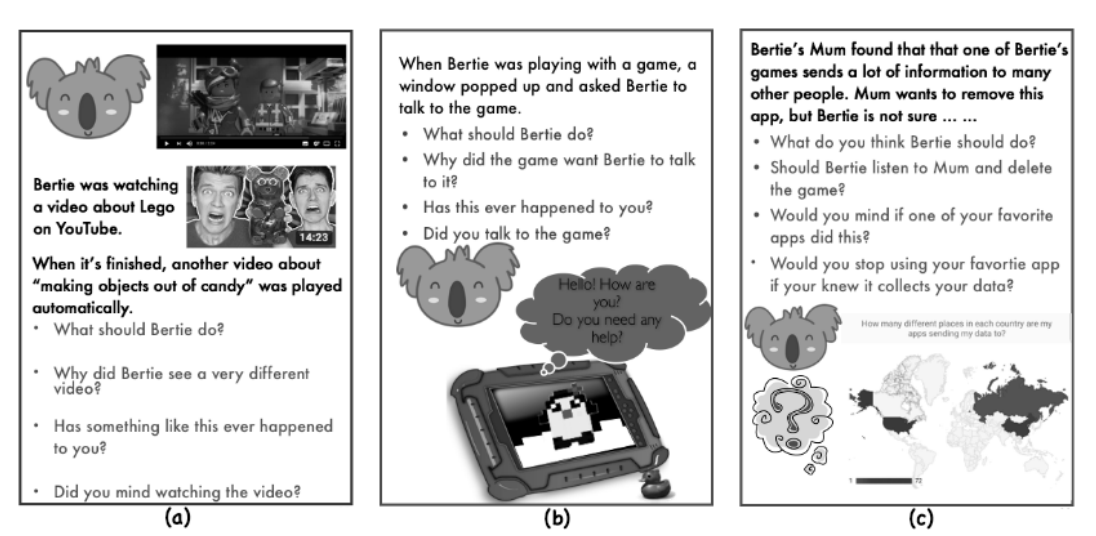 Bertie was watching
a video about Lego
on YouTube.
14:23
When it's finished, another video about
"making objects out of candy" was played
automatically.
• What should Bertie do?
• Why did Bertie see a very different
video?
• Has something like this ever happened
to you?
• Did you mind watching the video?
(a)
When Bertie was playing with a game, a
window popped up and asked Bertie to
talk to the game.
• What should Bertie do?
• Why did the game want Bertie to talk
to it?
• Has this ever happened to you?
• Did you talk to the game?
Hello! How are
you?
Do you need any
help?
(b)
Bertie's Mum found that that one of Bertie's
games sends a lot of information to many
other people. Mum wants to remove this
app, but Bertie is not sure ... ...
• What do you think Bertie should do?
• Should Bertie listen to Mum and delete
the game?
• Would you mind if one of your favorite
apps did this?
• Would you stop using your favortie app
if your knew it collects your data?
How many different places in each country are my
apps sending my data to?
?
1
72
(c)